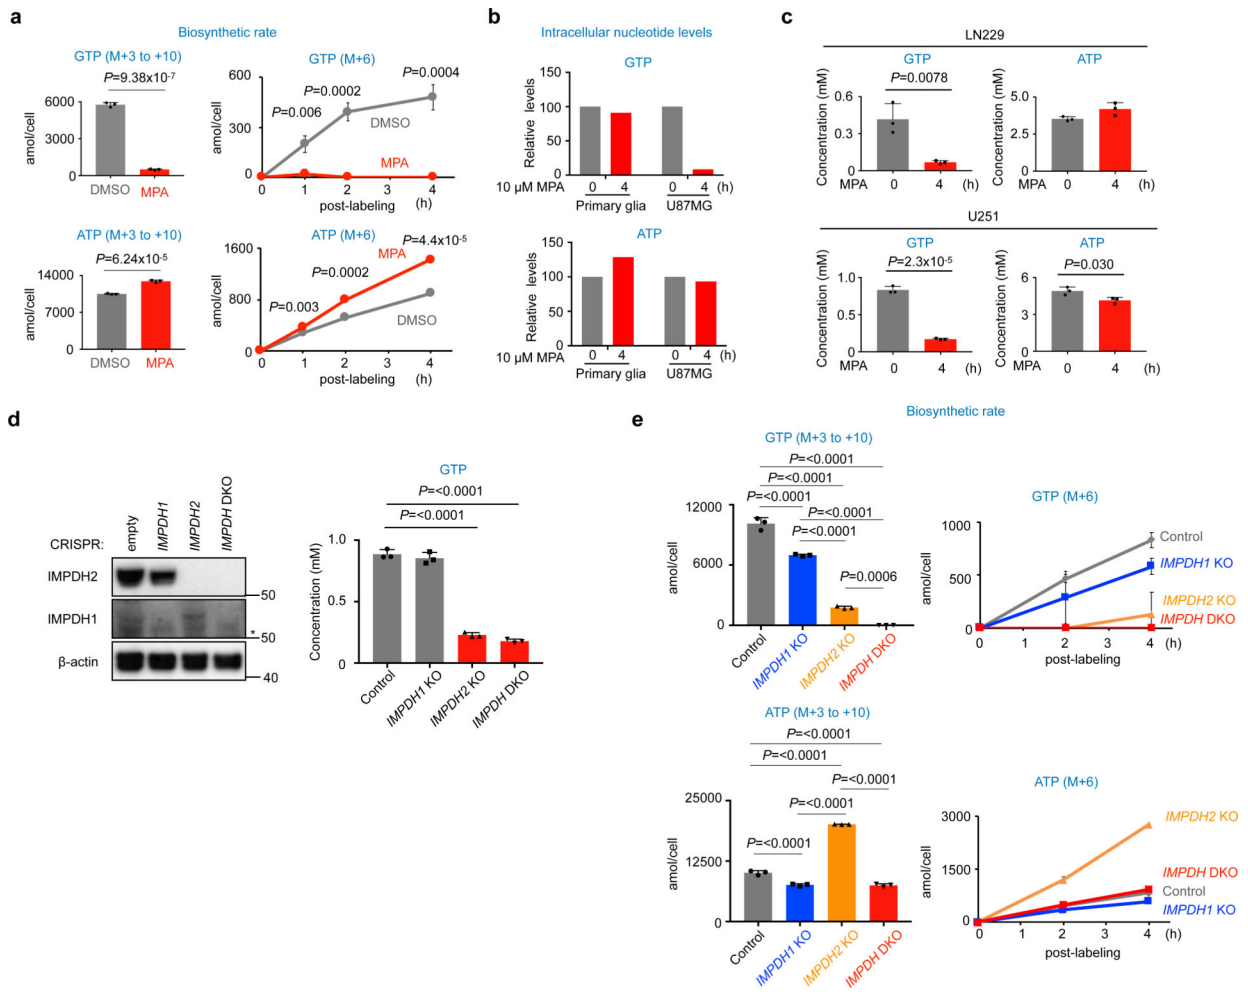 a
Biosynthetic rate
GTP (M+3 to +10)
P=9.38x10-7
6000
3000
0
amol/cell
DMSO
MPA
GTP (M+6)
600
300
0
amol/cell
P=0.006
P=0.0002
P=0.0004
DMSO
MPA
0 1 2 3 4
post-labeling (h)
ATP (M+3 to +10)
P=6.24x10-5
14000
7000
0
amol/cell
DMSO
MPA
ATP (M+6)
1600
800
0
amol/cell
P=0.003
P=0.0002
P=4.4x10-5
MPA
DMSO
0 1 2 3 4
post-labeling (h)
b
Intracellular nucleotide levels
GTP
150
100
50
0
Relative levels
10 µM MPA 0 4 0 4 (h)
Primary glia U87MG
ATP
150
100
50
0
Relative levels
10 µM MPA 0 4 0 4 (h)
Primary glia U87MG
c
LN229
GTP
P=0.0078
0.6
0.3
0
Concentration (mM)
MPA 0 4 (h)
ATP
5.0
2.5
0
Concentration (mM)
0 4 (h)
U251
GTP
P=2.3x10-5
1.0
0.5
0
Concentration (mM)
MPA 0 4 (h)
ATP
P=0.030
5.0
2.5
0
Concentration (mM)
0 4 (h)
d
CRISPR:
empty
IMPDH1
IMPDH2
IMPDH DKO
IMPDH2
50
IMPDH1
*
50
β-actin
40
GTP
P=<0.0001
P=<0.0001
1.0
0.5
0
Concentration (mM)
Control
IMPDH1 KO
IMPDH2 KO
IMPDH DKO
e
Biosynthetic rate
GTP (M+3 to +10)
P=<0.0001
P=<0.0001
P=<0.0001
P=<0.0001
P=<0.0001
P=0.0006
12000
6000
0
amol/cell
Control
IMPDH1 KO
IMPDH2 KO
IMPDH DKO
GTP (M+6)
1000
500
0
amol/cell
Control
IMPDH1 KO
IMPDH2 KO
IMPDH DKO
0 1 2 3 4 (h)
post-labeling
ATP (M+3 to +10)
P=<0.0001
P=<0.0001
P=<0.0001
P=<0.0001
P=<0.0001
25000
12500
0
amol/cell
Control
IMPDH1 KO
IMPDH2 KO
IMPDH DKO
ATP (M+6)
3000
1500
0
amol/cell
IMPDH2 KO
IMPDH DKO
Control
IMPDH1 KO
0 1 2 3 4 (h)
post-labeling